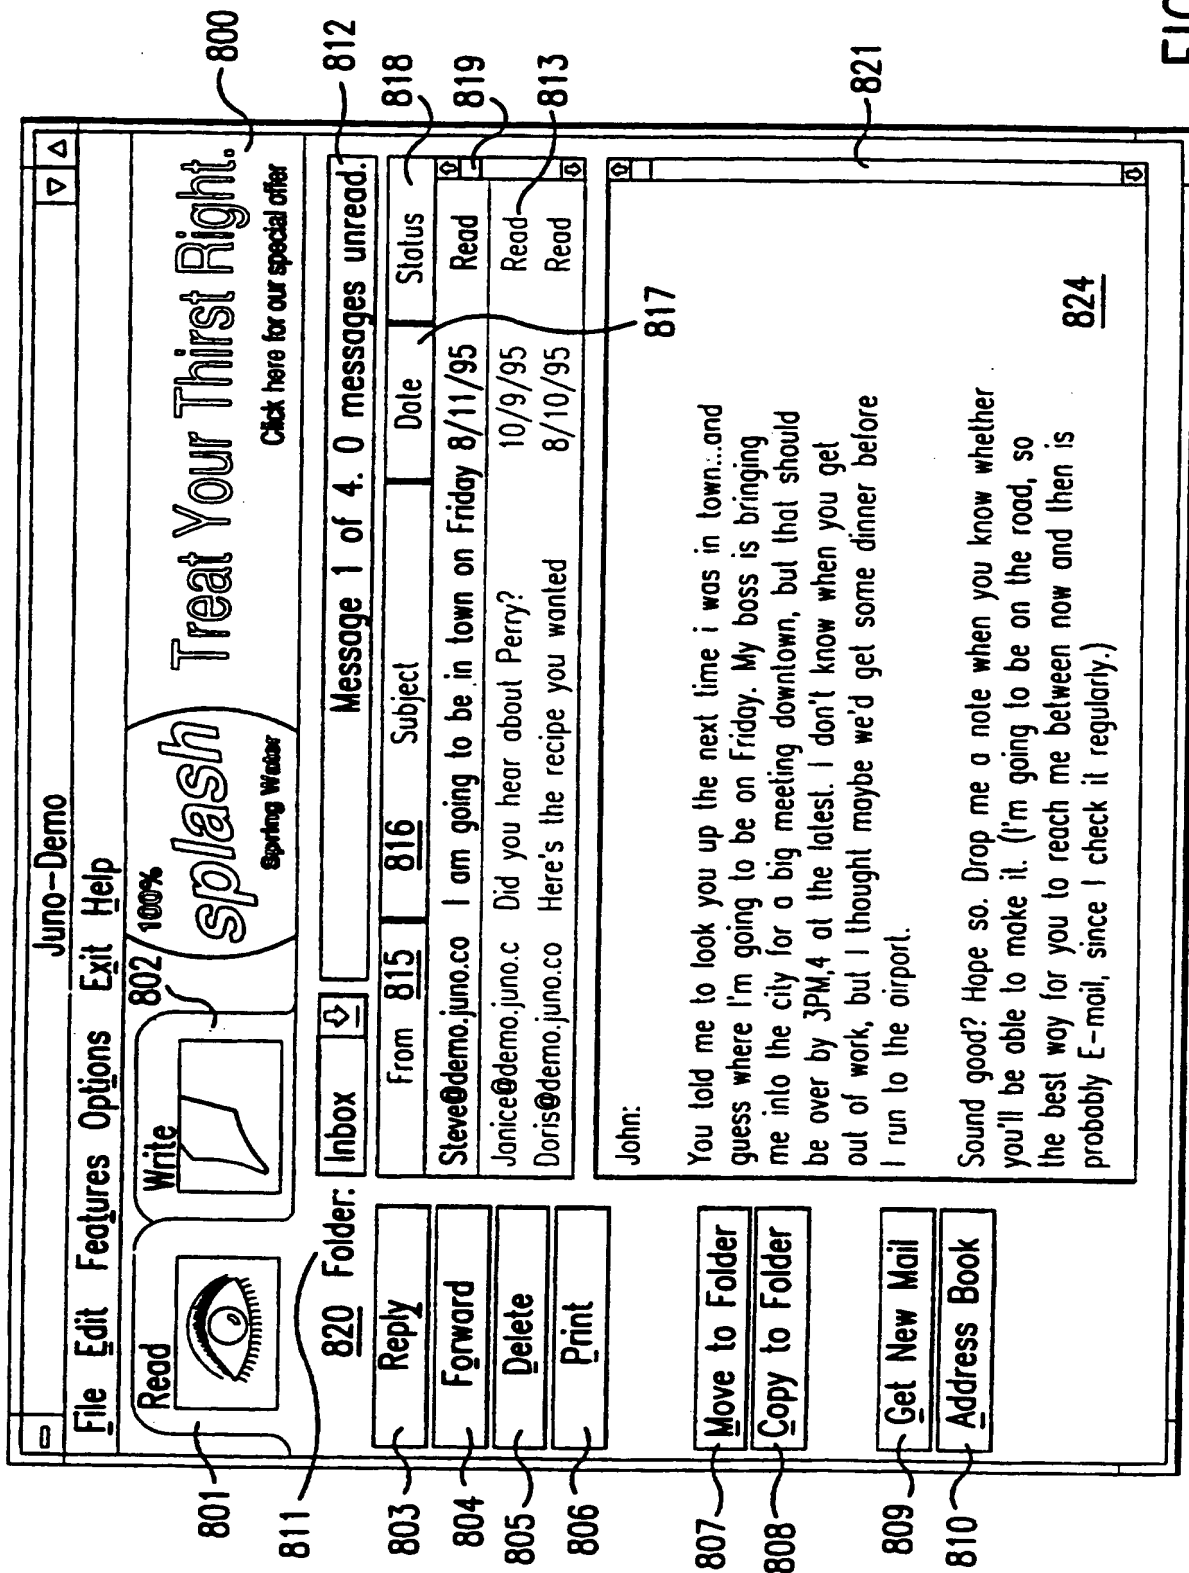 Juno-Demo
File Edit Features Options Exit Help
Read
Write
802
100%
splash
Spring Water
Treat Your Thirst Right.
Click here for our special offer
800
801
811
820 Folder: Inbox
Message 1 of 4. 0 messages unread.
812
From 815 816 Subject Date Status
818
Steve@demo.juno.co I am going to be in town on Friday 8/11/95 Read
819
Janice@demo.juno.c Did you hear about Perry? 10/9/95 Read
813
Doris@demo.juno.co Here's the recipe you wanted 8/10/95 Read
803 Reply
804 Forward
805 Delete
806 Print
807 Move to Folder
808 Copy to Folder
809 Get New Mail
810 Address Book
817
John:
You told me to look you up the next time i was in town...and
guess where I'm going to be on Friday. My boss is bringing
me into the city for a big meeting downtown, but that should
be over by 3PM,4 at the latest. I don't know when you get
out of work, but I thought maybe we'd get some dinner before
I run to the airport.
Sound good? Hope so. Drop me a note when you know whether
you'll be able to make it. (I'm going to be on the road, so
the best way for you to reach me between now and then is
probably E-mail, since I check it regularly.)
824
821